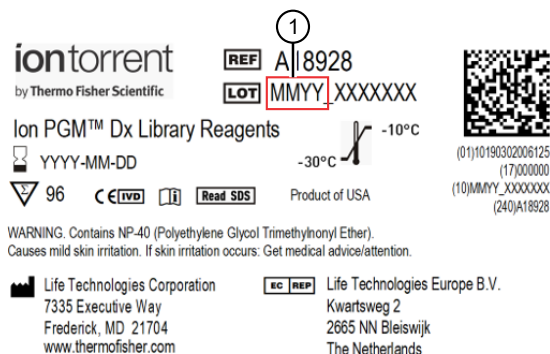 1
iontorrent
by Thermo Fisher Scientific
REF A18928
LOT MMYY_XXXXXXX
Ion PGM™ Dx Library Reagents
YYYY-MM-DD
-10°C
-30°C
Σ 96 CE IVD i Read SDS Product of USA
(01)10190302006125
(17)000000
(10)MMYY_XXXXXXX
(240)A18928
WARNING. Contains NP-40 (Polyethylene Glycol Trimethylnonyl Ether).
Causes mild skin irritation. If skin irritation occurs: Get medical advice/attention.
Life Technologies Corporation
7335 Executive Way
Frederick, MD 21704
www.thermofisher.com
EC REP Life Technologies Europe B.V.
Kwartsweg 2
2665 NN Bleiswijk
The Netherlands